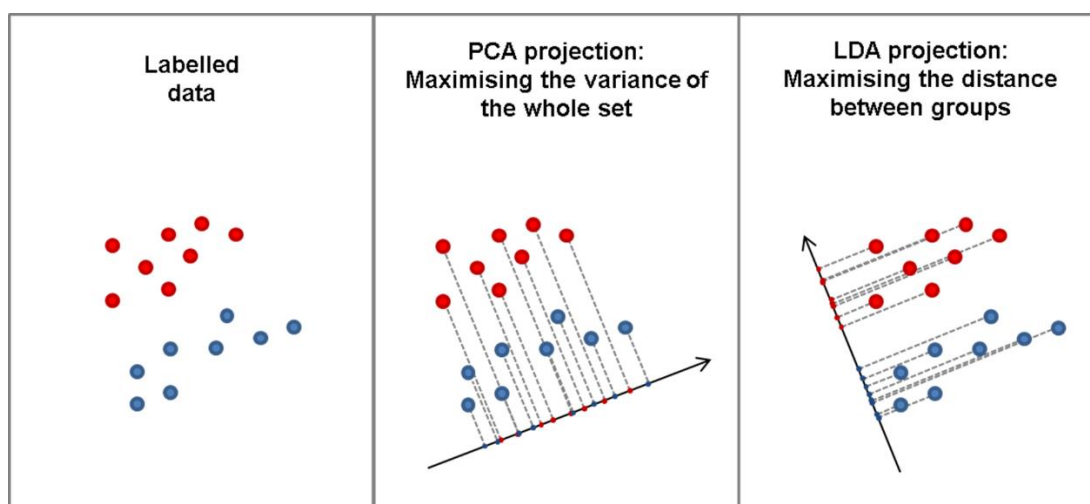 Labelled
data
PCA projection:
Maximising the variance of
the whole set
LDA projection:
Maximising the distance
between groups